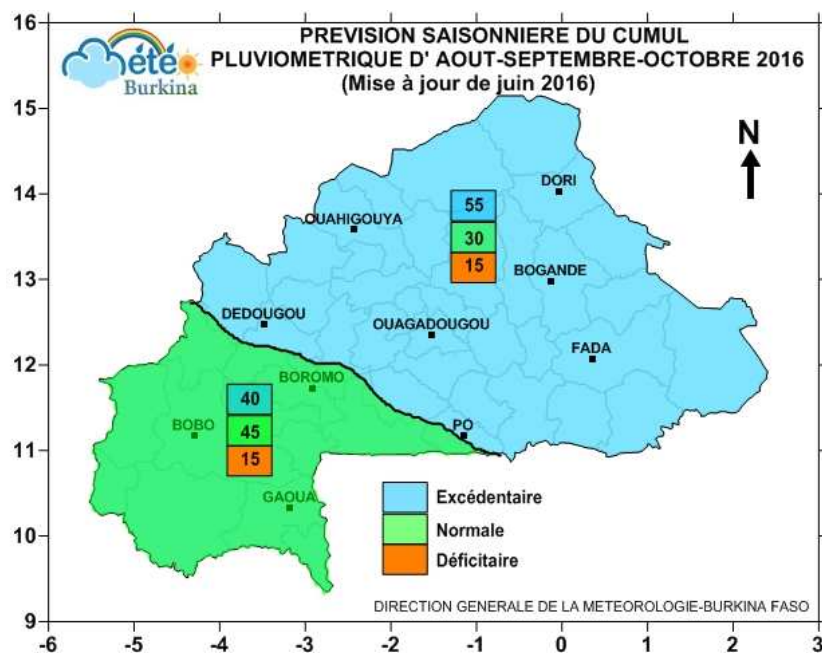 PREVISION SAISONNIERE DU CUMUL
PLUVIOMETRIQUE D' AOUT-SEPTEMBRE-OCTOBRE 2016
(Mise à jour de juin 2016)
Météo
Burkina
N
16
15
14
13
12
11
10
9
DORI
55
OUAHIGOUYA
30
15
BOGANDE
DEDOUGOU
OUAGADOUGOU
FADA
BOROMO
40
BOBO
45
PO
15
GAOUA
Excédentaire
Normale
Déficitaire
DIRECTION GENERALE DE LA METEOROLOGIE-BURKINA FASO
-6 -5 -4 -3 -2 -1 0 1 2 3